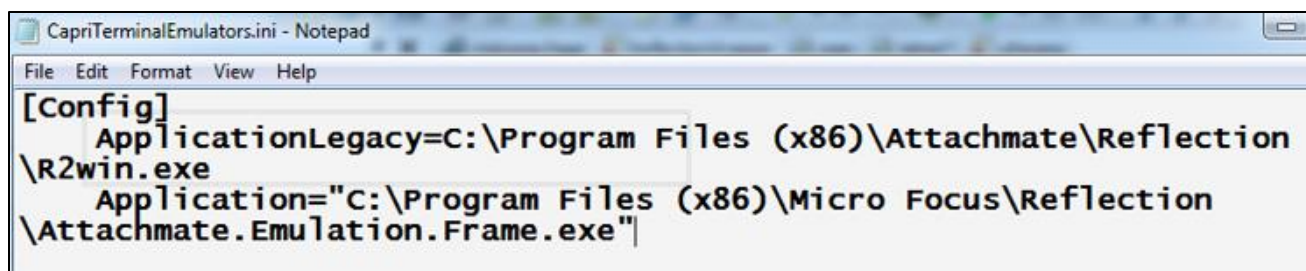 CapriTerminalEmulators.ini - Notepad
File Edit Format View Help
[Config]
ApplicationLegacy=C:\Program Files (x86)\Attachmate\Reflection
\R2win.exe
Application="C:\Program Files (x86)\Micro Focus\Reflection
\Attachmate.Emulation.Frame.exe"